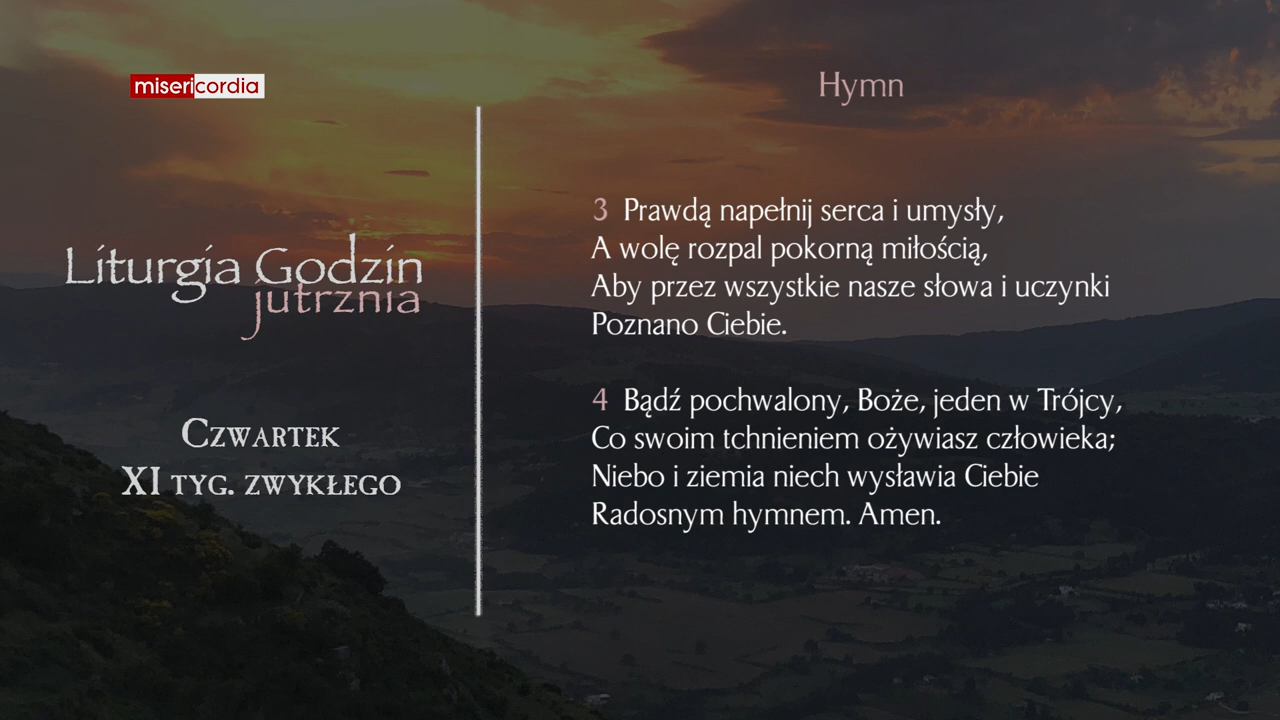 misericordia
Liturgia Godzin
jutrznia
Czwartek
XI tyg. zwykłego
Hymn
3 Prawdą napełnij serca i umysły,
A wolę rozpal pokorną miłością,
Aby przez wszystkie nasze słowa i uczynki
Poznano Ciebie.
4 Bądź pochwalony, Boże, jeden w Trójcy,
Co swoim tchnieniem ożywiasz człowieka;
Niebo i ziemia niech wysławia Ciebie
Radosnym hymnem. Amen.